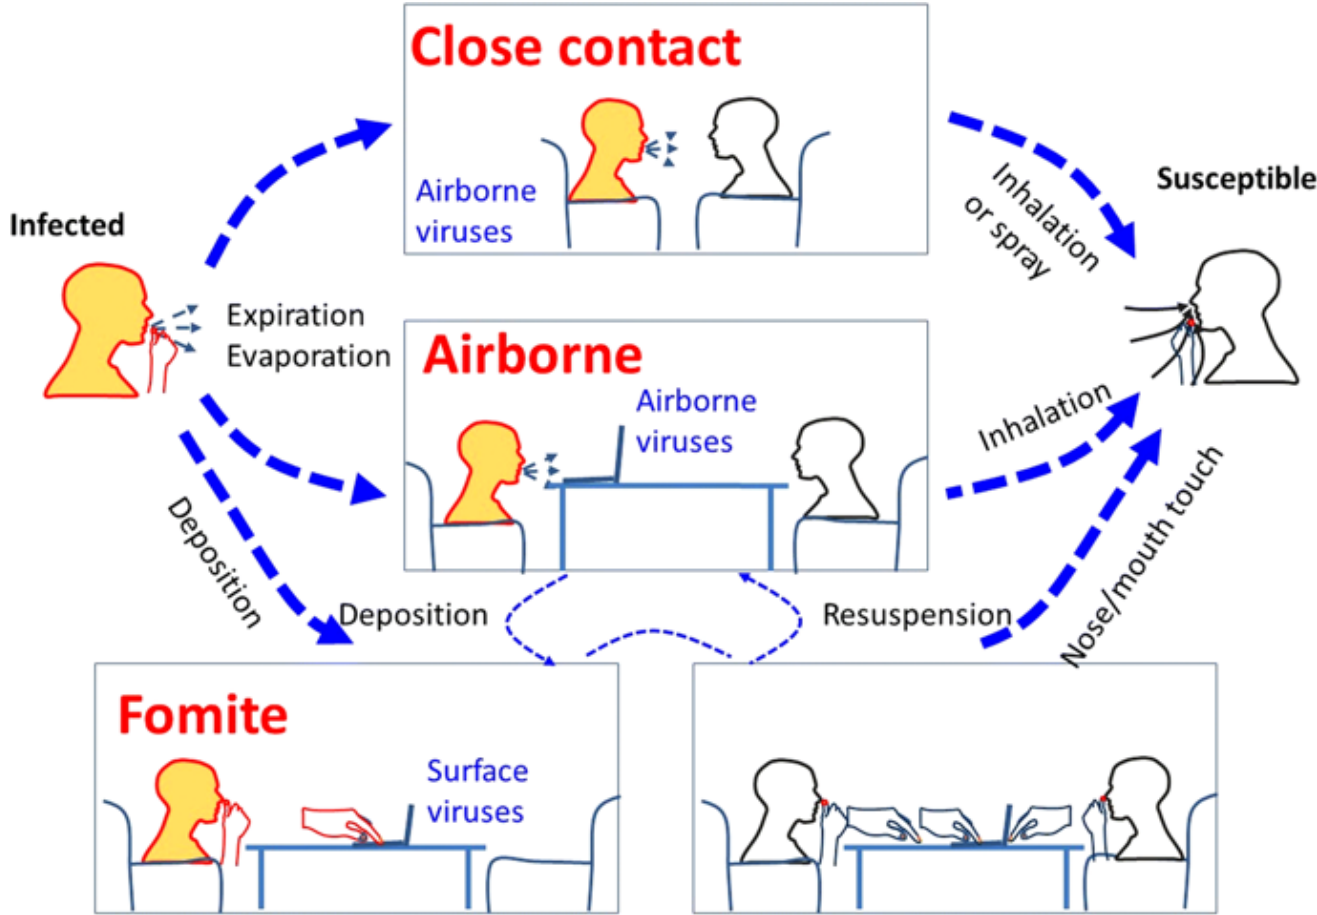 Close contact
Airborne
viruses
Infected
Expiration
Evaporation
Inhalation
or spray
Susceptible
Airborne
Airborne
viruses
Inhalation
Deposition
Deposition
Resuspension
Nose/mouth touch
Fomite
Surface
viruses